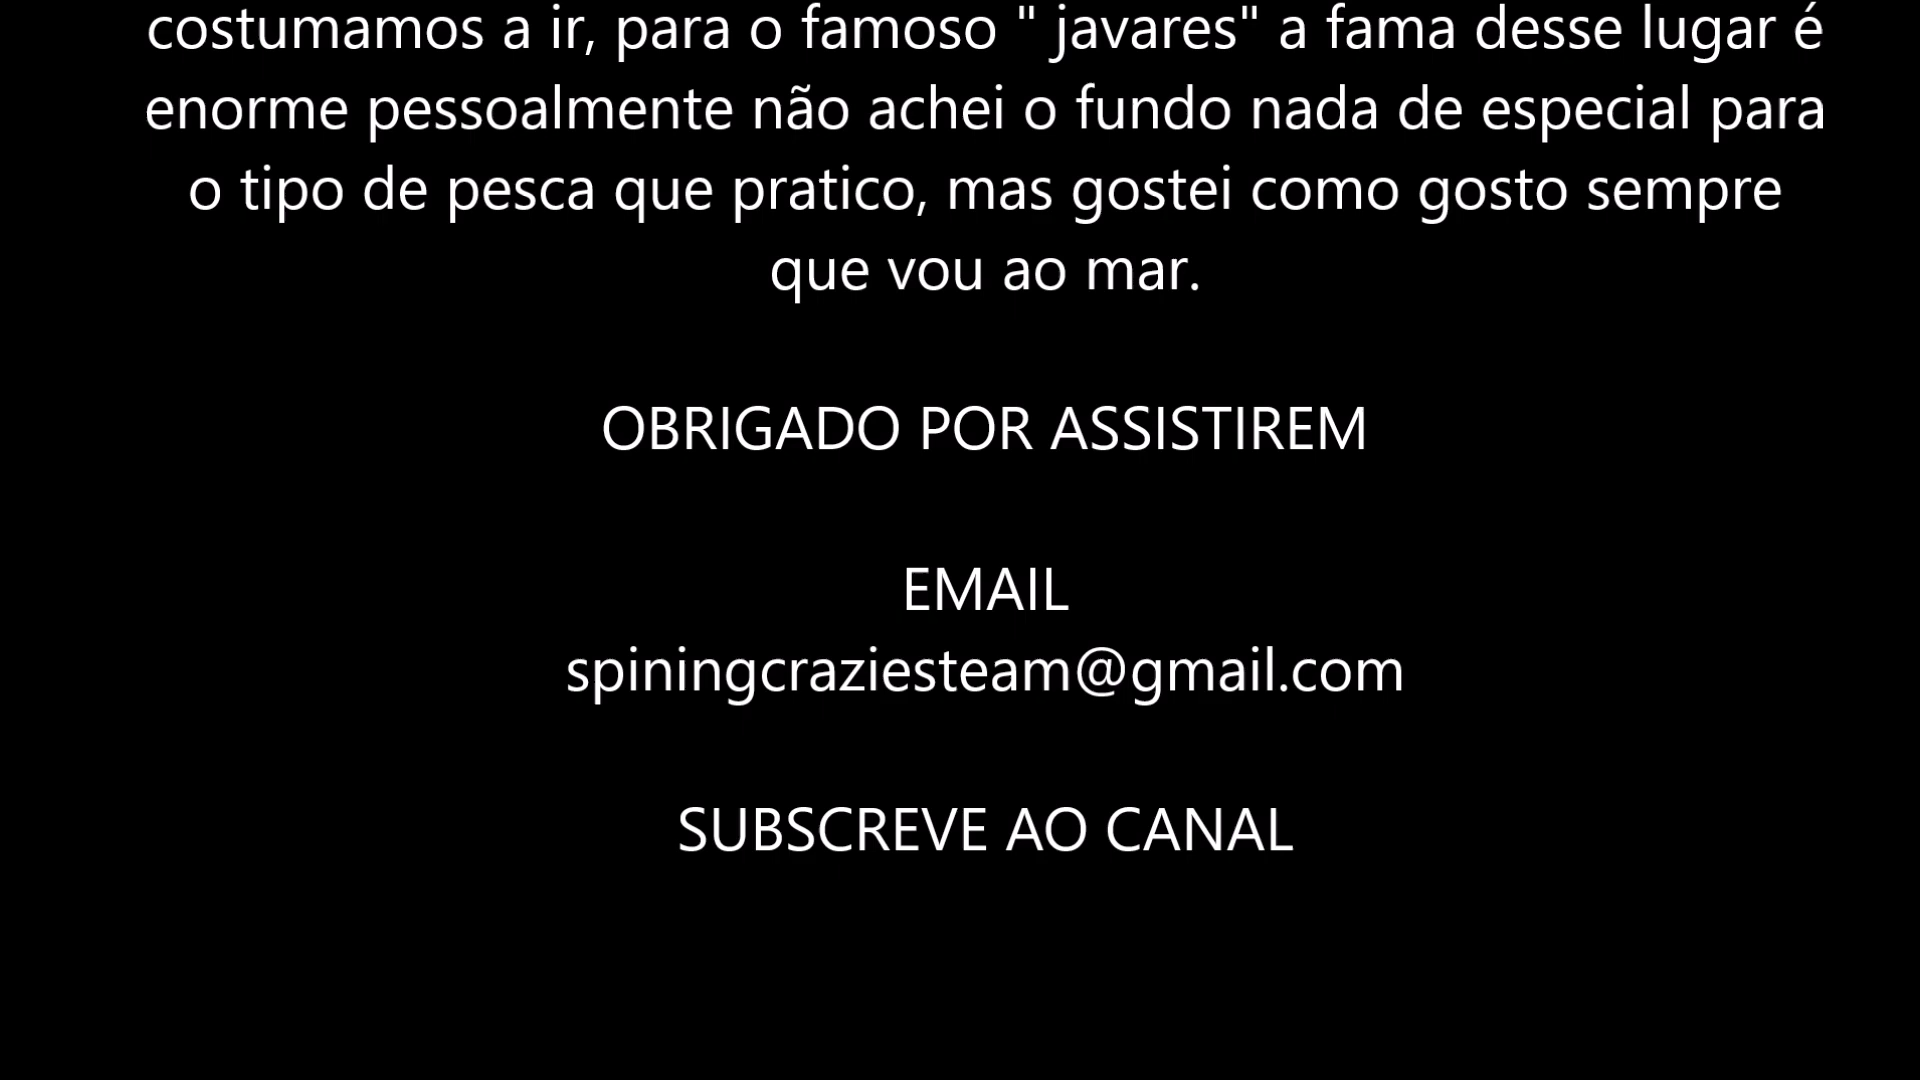 costumamos a ir, para o famoso " javares" a fama desse lugar é
enorme pessoalmente não achei o fundo nada de especial para
o tipo de pesca que pratico, mas gostei como gosto sempre
que vou ao mar.
OBRIGADO POR ASSISTIREM
EMAIL
spiningcraziesteam@gmail.com
SUBSCREVE AO CANAL